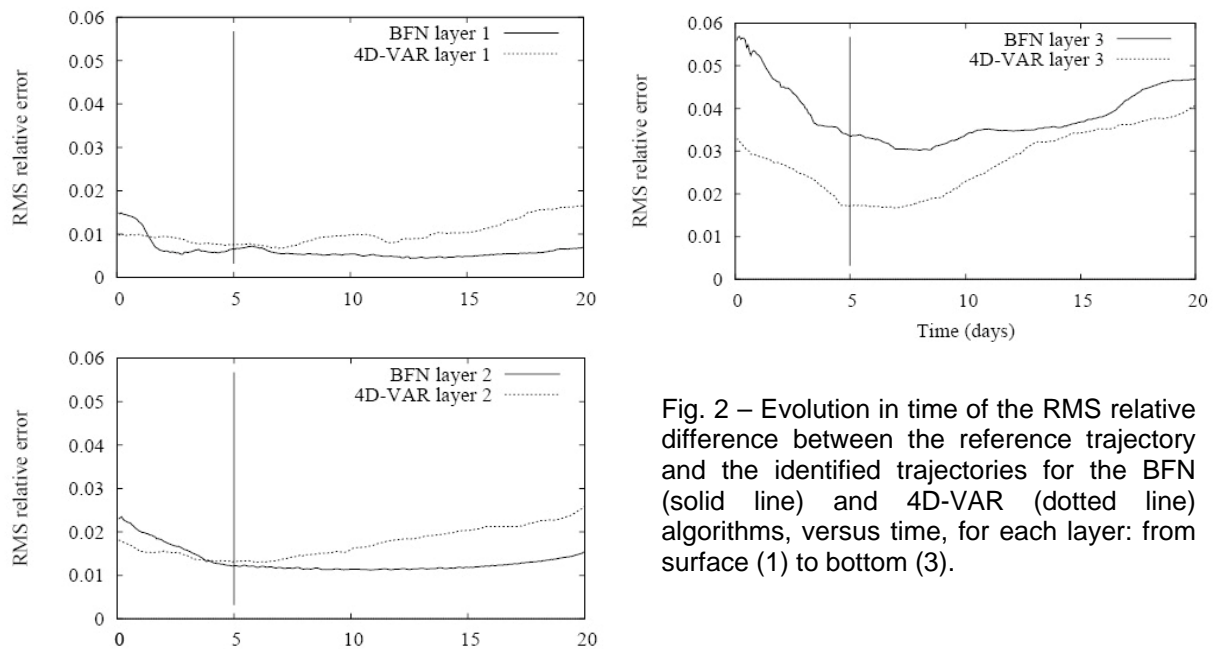 0.06
0.05
0.04
0.03
0.02
0.01
0
RMS relative error
BFN layer 1
4D-VAR layer 1
0 5 10 15 20
0.06
0.05
0.04
0.03
0.02
0.01
0
RMS relative error
BFN layer 2
4D-VAR layer 2
0 5 10 15 20
0.06
0.05
0.04
0.03
0.02
0.01
0
RMS relative error
BFN layer 3
4D-VAR layer 3
0 5 10 15 20
Time (days)
Fig. 2 – Evolution in time of the RMS relative
difference between the reference trajectory
and the identified trajectories for the BFN
(solid line) and 4D-VAR (dotted line)
algorithms, versus time, for each layer: from
surface (1) to bottom (3).